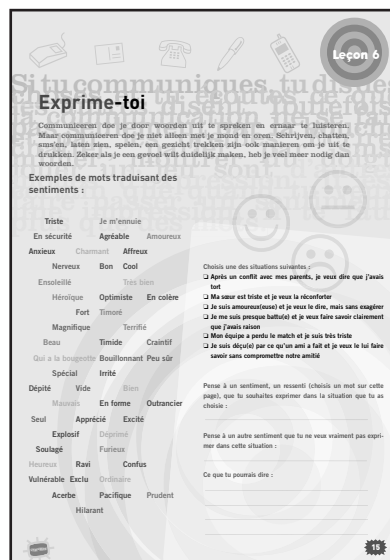 Leçon 6
Si tu communiques, tu
Exprime-toi
Communiceren doe je door woorden uit te spreken en ernaar te luisteren.
Maar communiceren doe je niet alleen met je mond en oren. Schrijven, chatten,
sms'en, laten zien, spelen, een gezicht trekken zijn ook manieren om je uit te
drukken. Zeker als je een gevoel wilt duidelijk maken, heb je veel meer nodig dan
woorden.
Exemples de mots traduisant des
sentiments :
Triste Je m'ennuie
En sécurité Agréable Amoureux
Anxieux Charmant Affreux
Nerveux Bon Cool
Ensoleillé Très bien
Héroïque Optimiste En colère
Fort Timoré
Magnifique Terrifié
Beau Timide Craintif
Qui a la bougeotte Bouillonnant Peu sûr
Spécial Irrité
Dépité Vide Bien
Mauvais En forme Outrancier
Seul Apprécié Excité
Explosif Déprimé
Soulagé Furieux
Heureux Ravi Confus
Vulnérable Exclu Ordinaire
Acerbe Pacifique Prudent
Hilarant
Choisis une des situations suivantes :
❏ Après un conflit avec mes parents, je veux dire que j'avais
tort
❏ Ma sœur est triste et je veux la réconforter
❏ Je suis amoureux(euse) et je veux le dire, mais sans exagérer
❏ Je me suis presque battu(e) et je veux faire savoir clairement
que j'avais raison
❏ Mon équipe a perdu le match et je suis très triste
❏ Je suis déçu(e) par ce qu'un ami a fait et je veux le lui faire
savoir sans compromettre notre amitié
Pense à un sentiment, un ressenti (choisis un mot sur cette
page), que tu souhaites exprimer dans la situation que tu as
choisie :
Pense à un autre sentiment que tu ne veux vraiment pas expri-
mer dans cette situation :
Ce que tu pourrais dire :